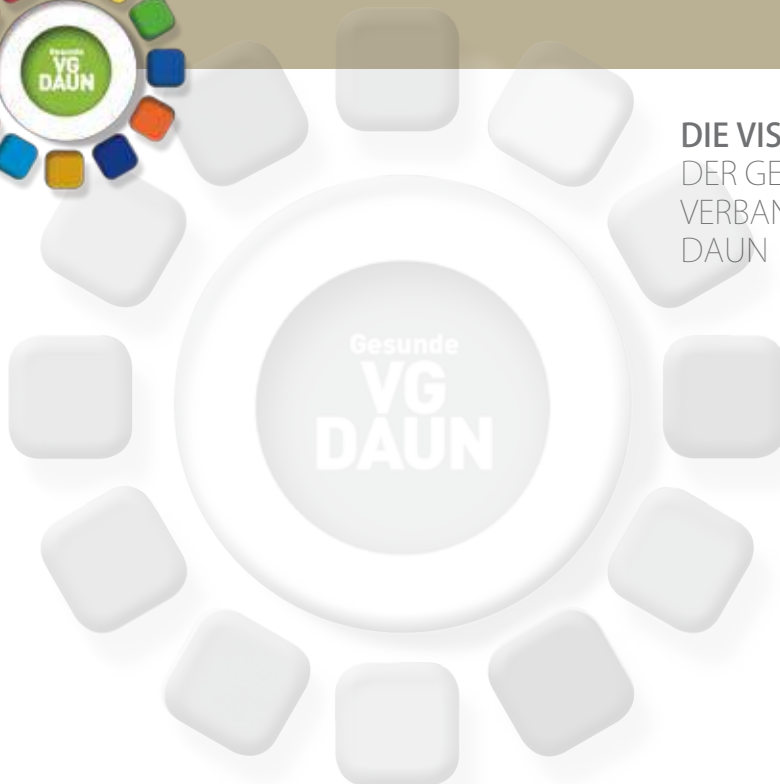 Gesunde
VG
DAUN
DIE VIS
DER GE
VERBAN
DAUN
Gesunde
VG
DAUN